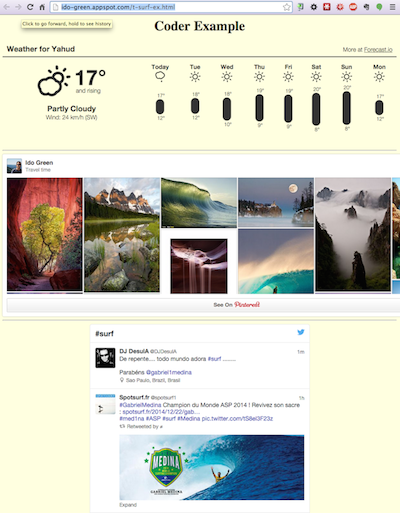 ido-green.appspot.com/t-surf-ex.html
Click to go forward, hold to see history
Coder Example
Weather for Yahud
More at Forecast.io
17°
and rising
Partly Cloudy
Wind: 24 km/h (SW)
Today Tue Wed Thu Fri Sat Sun Mon
17° 18° 18° 19° 19° 20° 20° 17°
12° 13° 12° 9° 9° 8° 8° 12°
Ido Green
Travel time
See On Pinterest
#surf
DJ DesulA @DJDesulA 1m
De repente.... todo mundo adora #surf ........
Parabéns @gabriel1medina
Sao Paulo, Brazil, Brasil
Spotsurf.fr @spotsurf1 1h
#GabrielMedina Champion du Monde ASP 2014 ! Revivez son sacre
: spotsurf.fr/2014/12/22/gab...
#med1na #ASP #surf #Medina pic.twitter.com/tS8el3F23z
Retweeted by
MEDINA
GABRIEL MEDINA
Expand